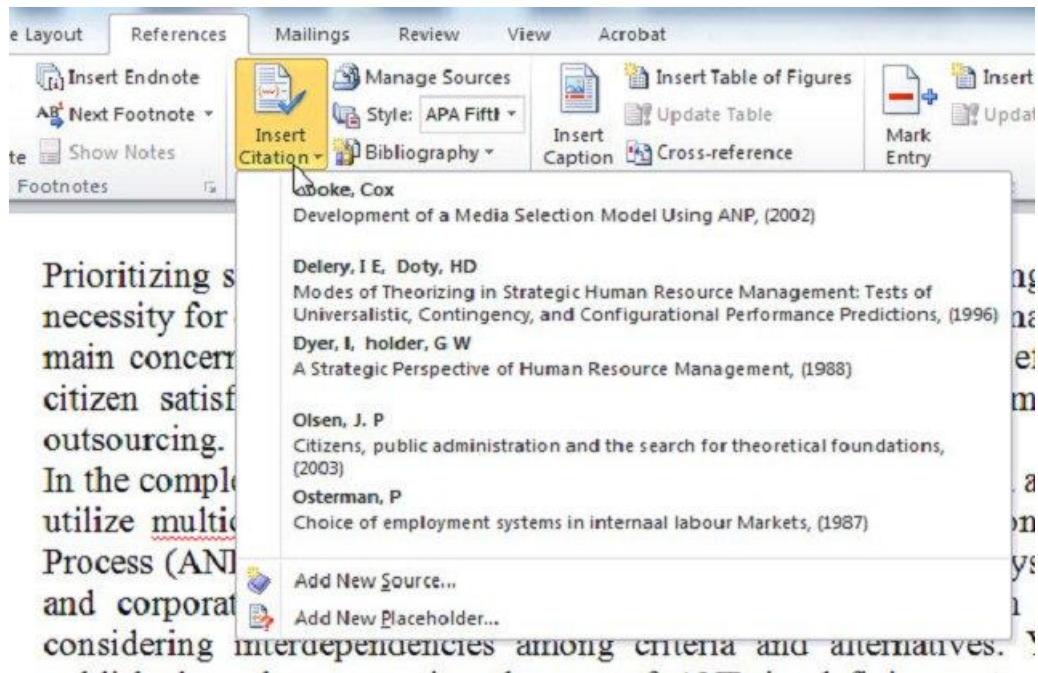 Layout References Mailings Review View Acrobat
Insert Endnote Manage Sources Insert Table of Figures Insert
AB Next Footnote Style: APA Fifth Update Table
Insert Citation Insert Caption Mark Entry
Show Notes Bibliography Cross-reference
Footnotes
Cox
Development of a Media Selection Model Using ANP, (2002)
Delery, I E, Doty, HD
Modes of Theorizing in Strategic Human Resource Management: Tests of
Universalistic, Contingency, and Configurational Performance Predictions, (1996)
Dyer, I, holder, G W
A Strategic Perspective of Human Resource Management, (1988)
Olsen, J. P
Citizens, public administration and the search for theoretical foundations,
(2003)
Osterman, P
Choice of employment systems in internaal labour Markets, (1987)
Add New Source...
Add New Placeholder...
Prioritizing
necessity for
main
citizen
outsourcing.
In the
utilize
Process
and
considering interdependencies among criteria and alternatives.